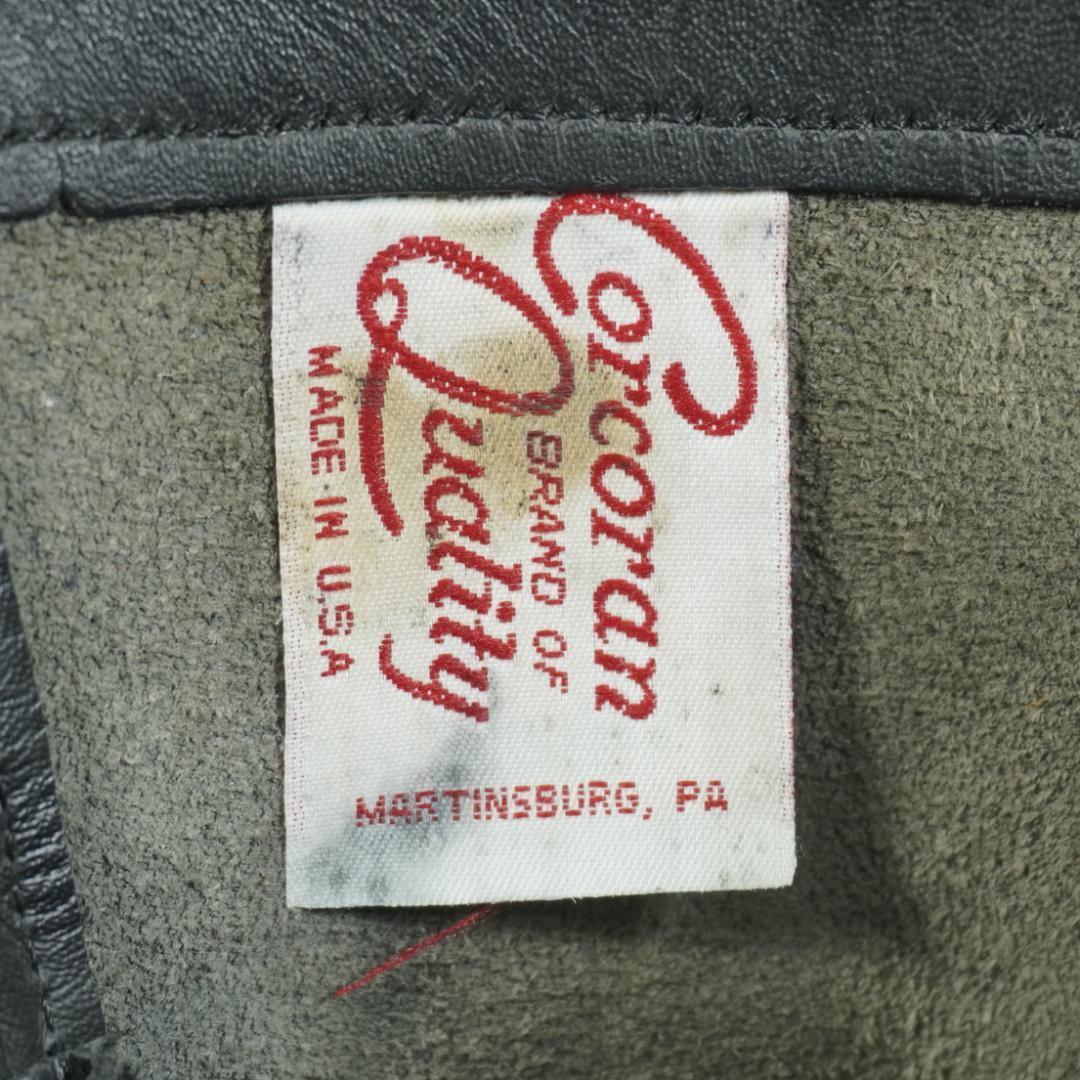 Corcoran
BRAND OF
Quality
MADE·IN U.S.A
MARTINSBURG, PA